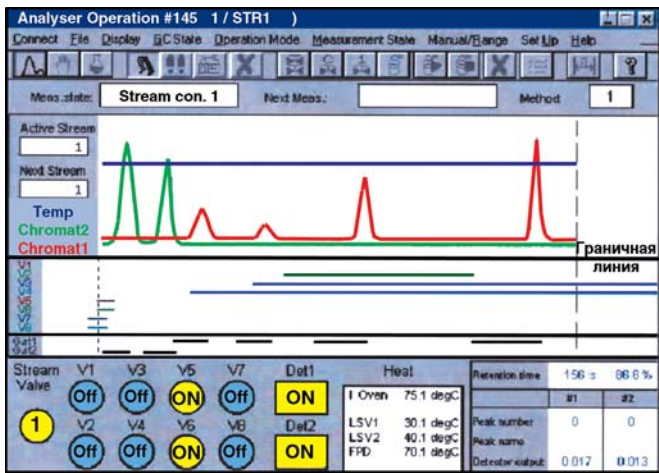 Analyser Operation #145 1 / STR1 )
Connect File Display GC State Operation Mode Measurement State Manual/Range Set Up Help
Meas.state: Stream con. 1 Next Meas.: Method 1
Active Stream
1
Next Stream
1
Temp
Chromat2
Chromat1
Граничная
линия
V1
Gat1
Gat2
Stream Valve V1 V3 V5 V7 Det1 Heat Retention time 156 s 86.6 %
Off Off ON Off ON
#1 #2
1
I Oven 75.1 degC
V2 V4 V6 V8 Det2
LSV1 30.1 degC
LSV2 40.1 degC
FPD 70.1 degC
Peak number 0 0
Peak name
Off Off ON Off ON
Detector output 0.017 0.013